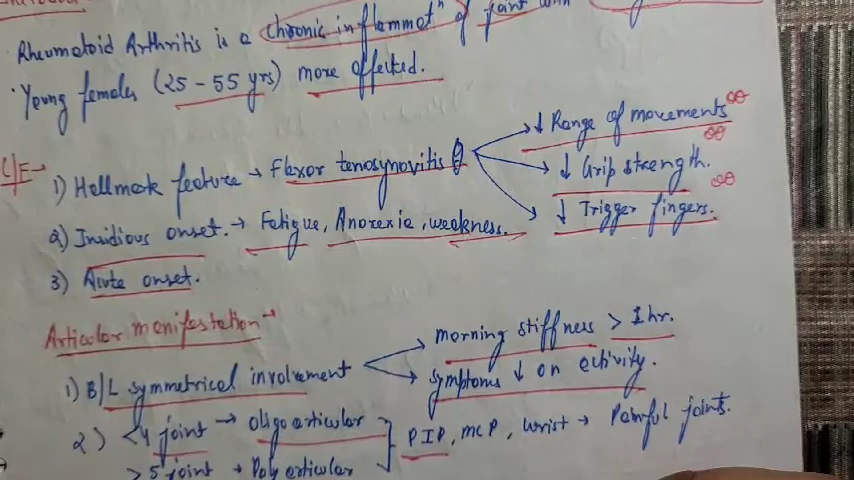 Rheumatoid Arthritis is a chronic inflammatⁿ of joint with
· Young females (25 - 55 yrs) more affected.
C/F → 1) Hallmark feature → Flexor tenosynovitis
↓ Range of movements
↓ Grip strength.
↓ Trigger fingers.
2) Insidious onset. → Fatigue, Anorexia, weakness.
3) Acute onset.
Articular manifestation →
1) B/L symmetrical involvement
morning stiffness > 1 hr.
symptoms ↓ on activity.
2) <4 joint → oligoarticular
PIP, MCP, wrist → Painful joints.
> 5 joint → Polyarticular